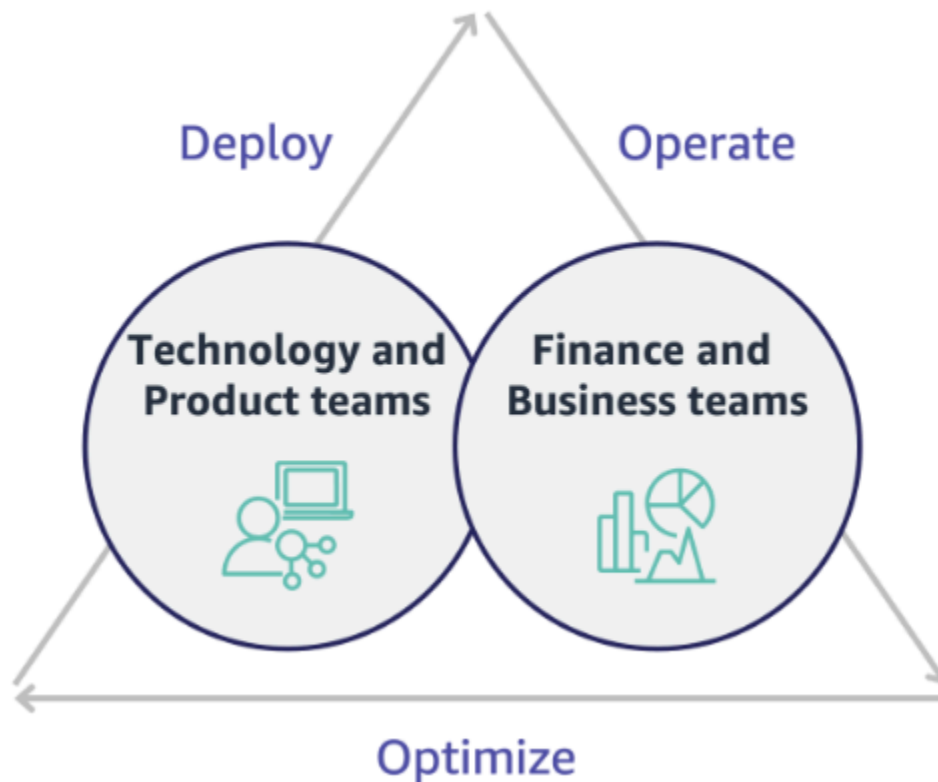 Deploy
Operate
Technology and
Product teams
Finance and
Business teams
Optimize